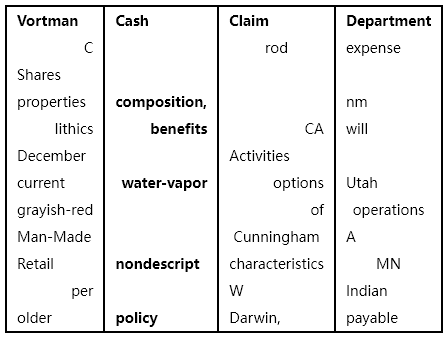 Vortman Cash Claim Department
C rod expense
Shares
properties composition, nm
lithics benefits CA will
December Activities
current water-vapor options Utah
grayish-red of operations
Man-Made Cunningham A
Retail nondescript characteristics MN
per W Indian
older policy Darwin, payable